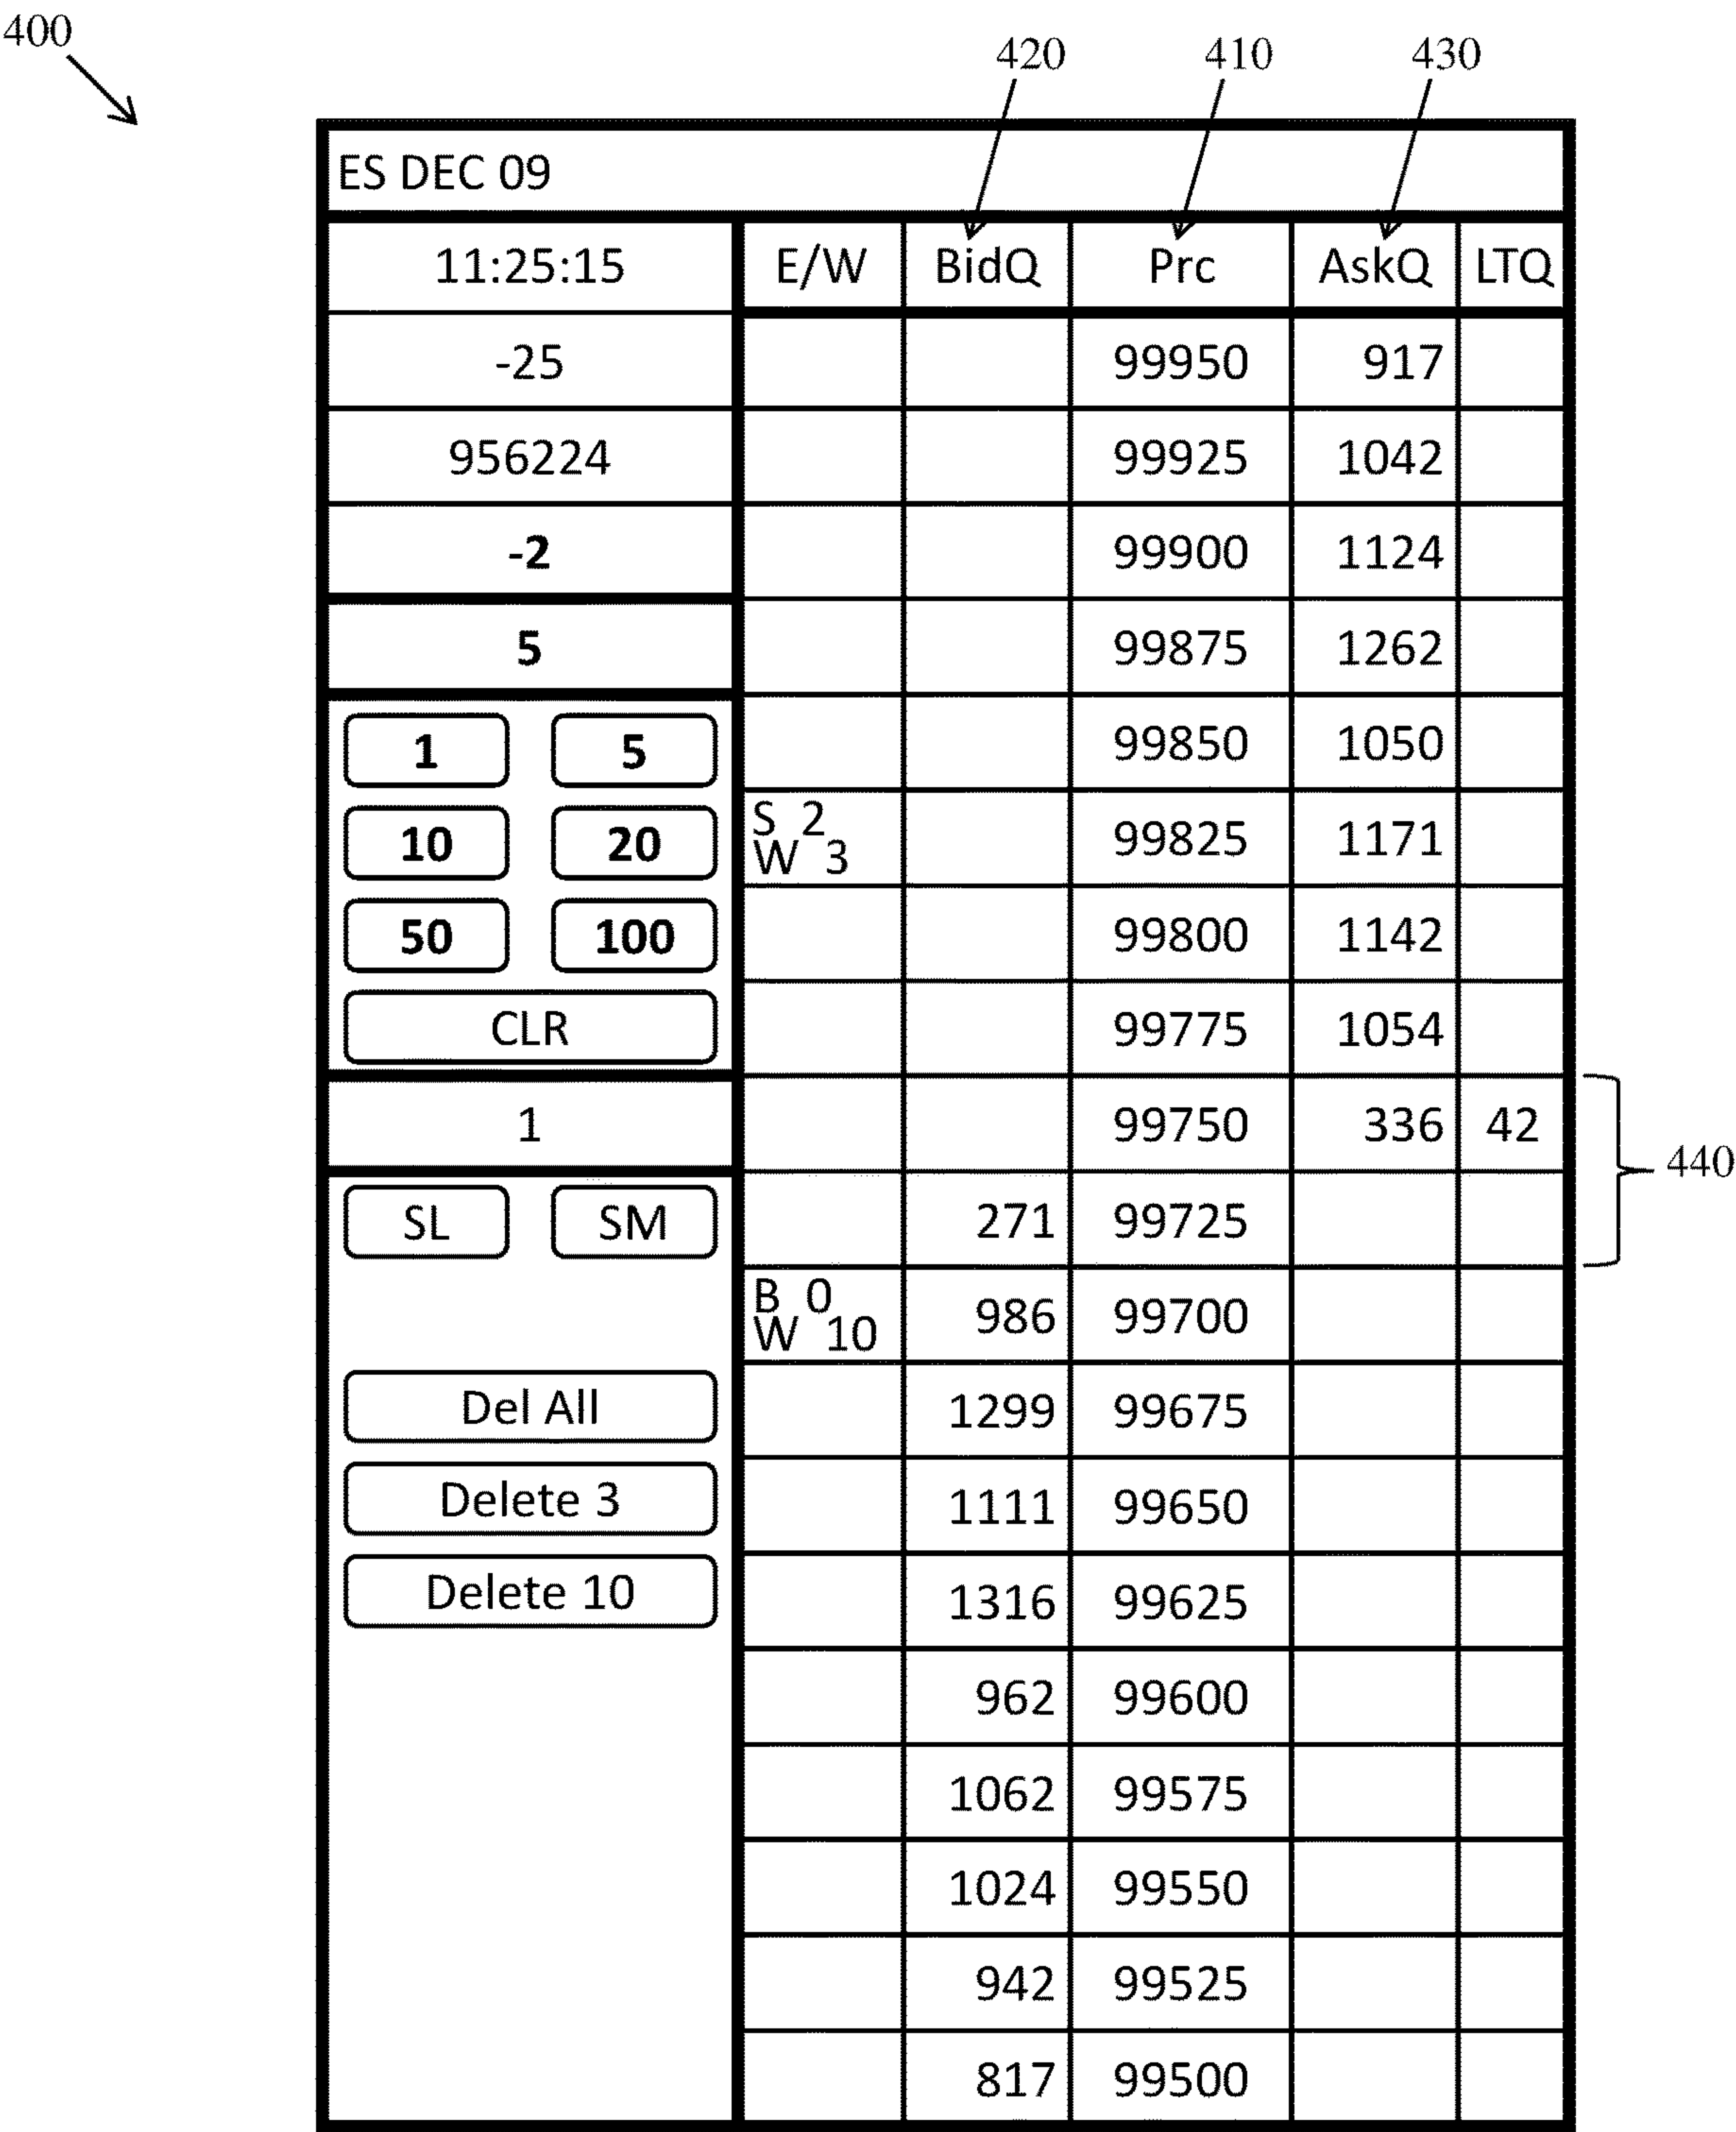 400
420 410 430
ES DEC 09
11:25:15 E/W BidQ Prc AskQ LTQ
-25 99950 917
956224 99925 1042
-2 99900 1124
5 99875 1262
1 5 99850 1050
10 20 S 2 W 3 99825 1171
50 100 99800 1142
CLR 99775 1054
1 99750 336 42
440
SL SM 271 99725
B 0 W 10 986 99700
Del All 1299 99675
Delete 3 1111 99650
Delete 10 1316 99625
962 99600
1062 99575
1024 99550
942 99525
817 99500